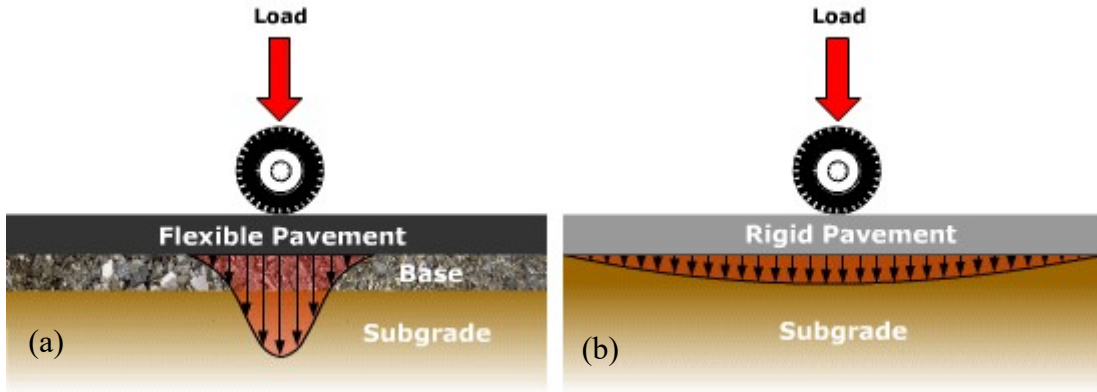 Load
Flexible Pavement
Base
Subgrade
(a)
Load
Rigid Pavement
Subgrade
(b)